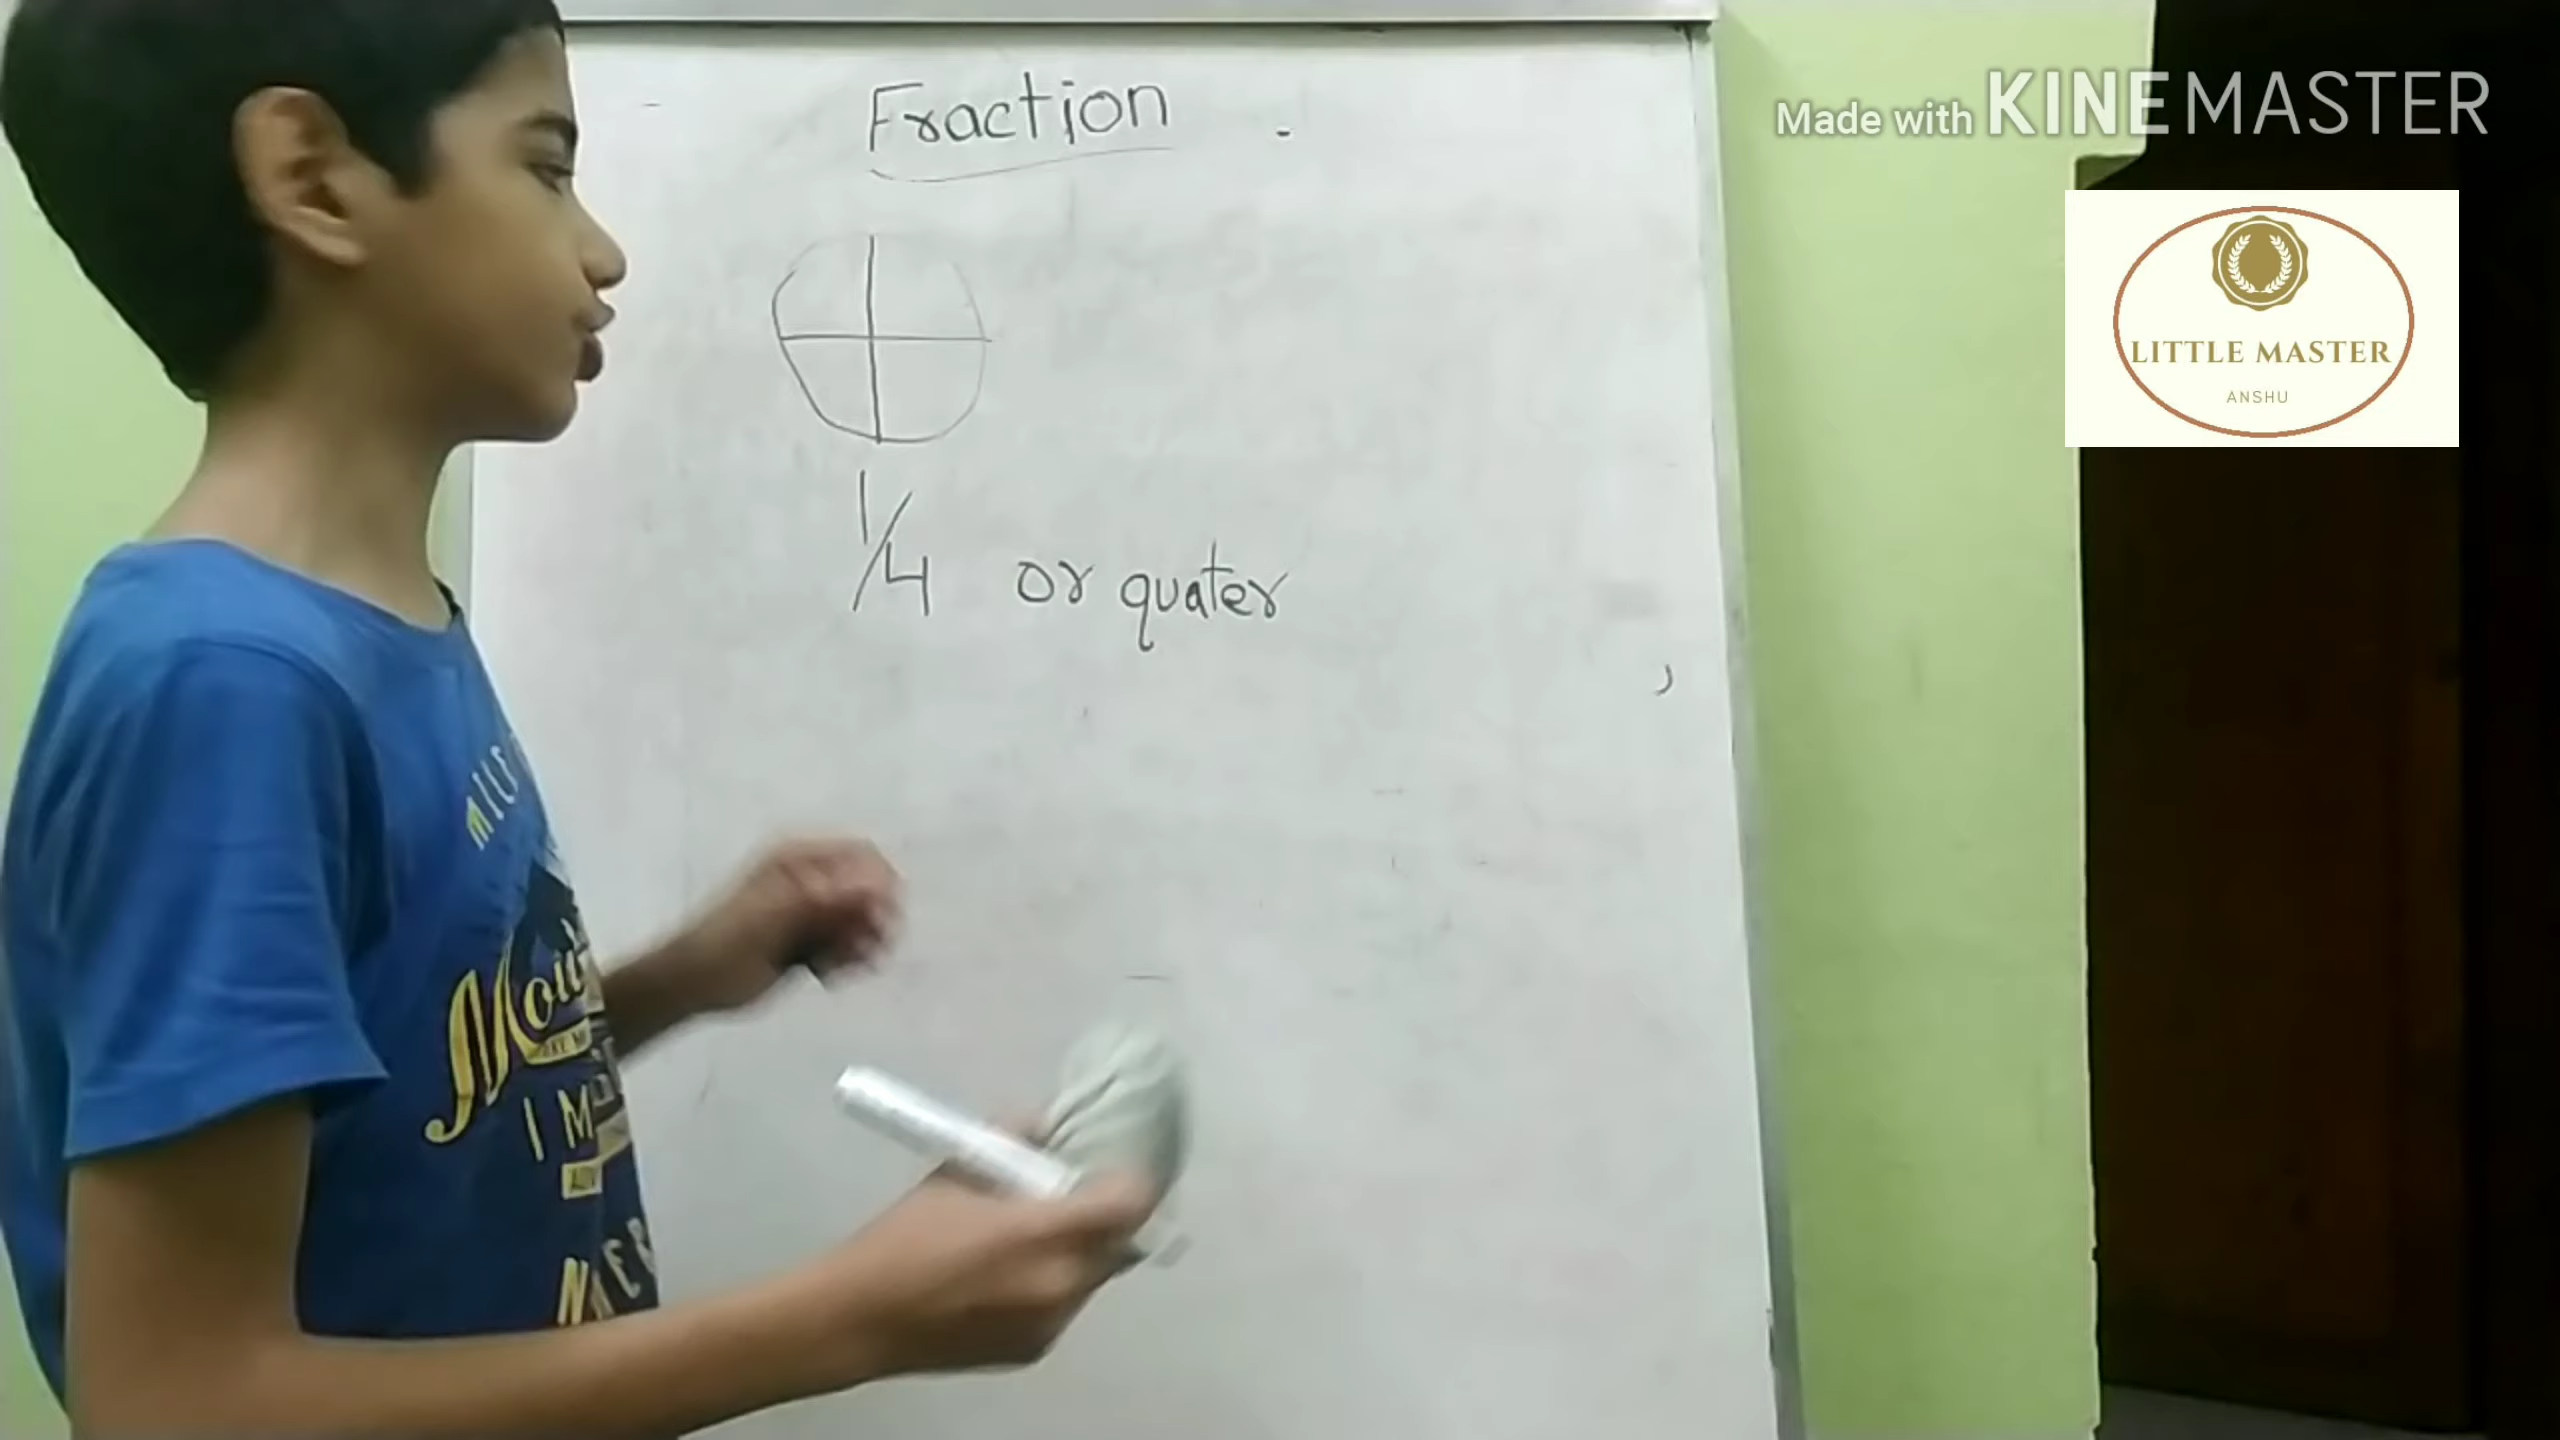 Fraction
Made with KINEMASTER
LITTLE MASTER
ANSHU
1/4 or quater
I